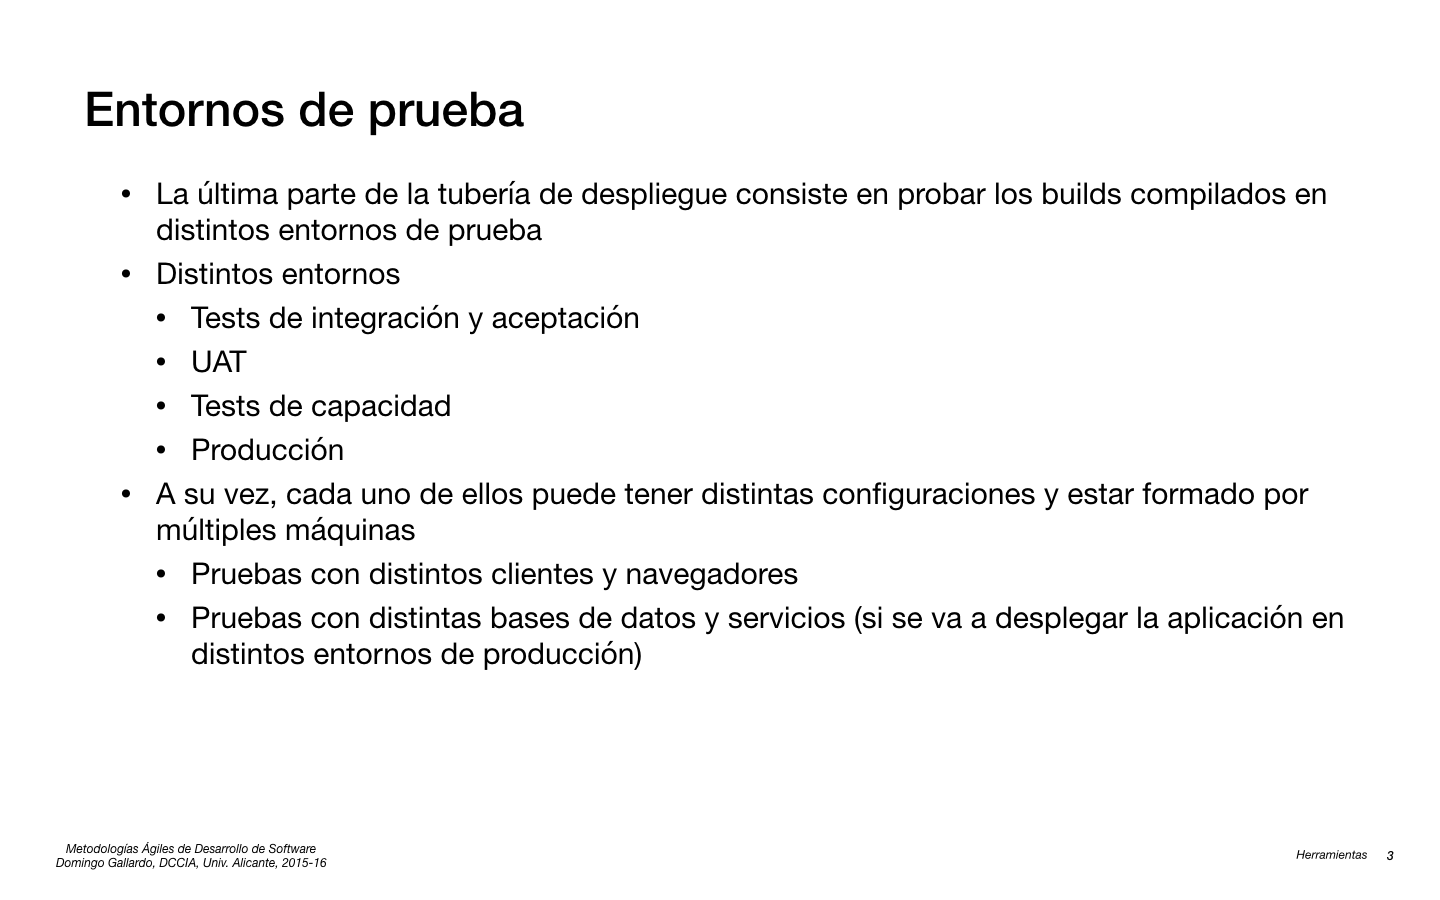 Entornos de prueba
• La última parte de la tubería de despliegue consiste en probar los builds compilados en
distintos entornos de prueba
• Distintos entornos
• Tests de integración y aceptación
• UAT
• Tests de capacidad
• Producción
• A su vez, cada uno de ellos puede tener distintas configuraciones y estar formado por
múltiples máquinas
• Pruebas con distintos clientes y navegadores
• Pruebas con distintas bases de datos y servicios (si se va a desplegar la aplicación en
distintos entornos de producción)
Metodologías Ágiles de Desarrollo de Software
Domingo Gallardo, DCCIA, Univ. Alicante, 2015-16
Herramientas 3